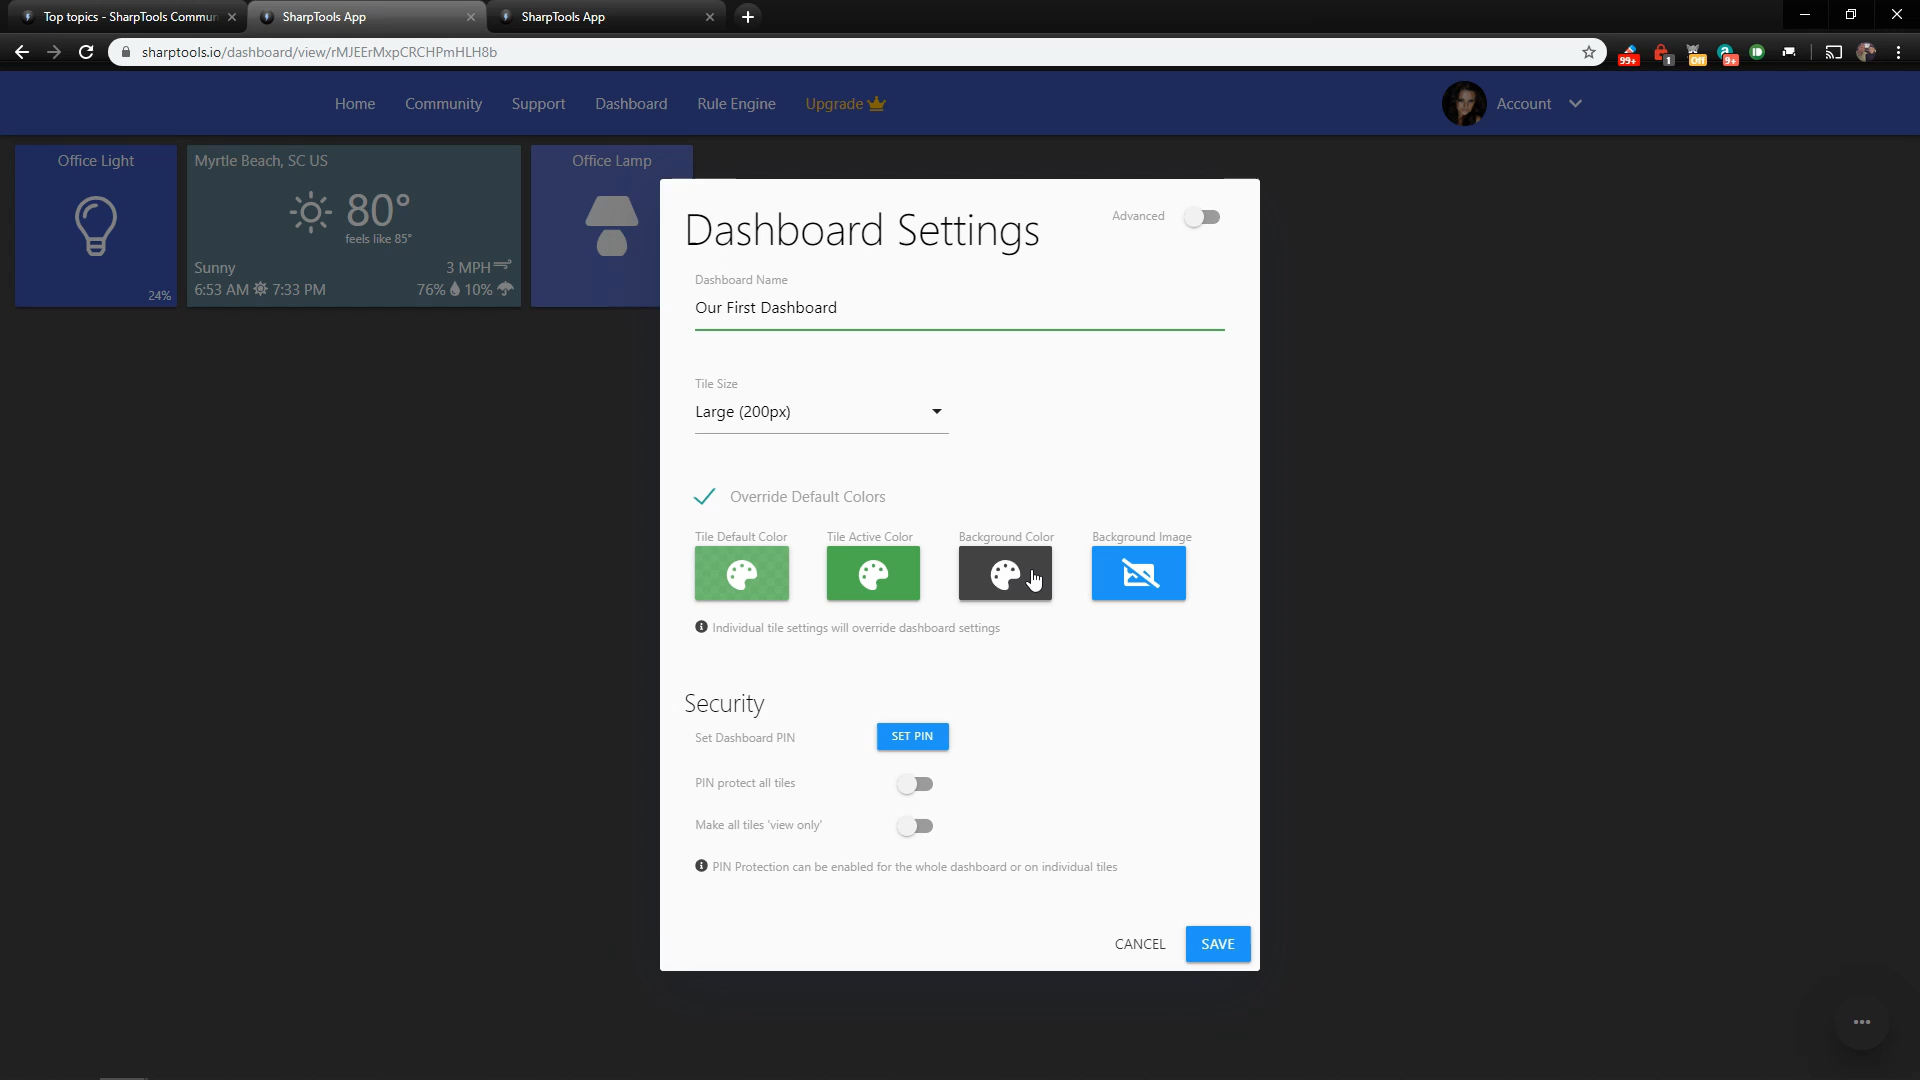 Top topics - SharpTools Commun
SharpTools App
SharpTools App
sharptools.io/dashboard/view/rMJEErMxpCRCHPmHLH8b
99+
1
Off
9+
Home
Community
Support
Dashboard
Rule Engine
Upgrade
Account
Office Light
24%
Myrtle Beach, SC US
80°
feels like 85°
Sunny
3 MPH
6:53 AM 7:33 PM
76% 10%
Office Lamp
Dashboard Settings
Advanced
Dashboard Name
Our First Dashboard
Tile Size
Large (200px)
Override Default Colors
Tile Default Color
Tile Active Color
Background Color
Background Image
Individual tile settings will override dashboard settings
Security
Set Dashboard PIN
SET PIN
PIN protect all tiles
Make all tiles 'view only'
PIN Protection can be enabled for the whole dashboard or on individual tiles
CANCEL
SAVE